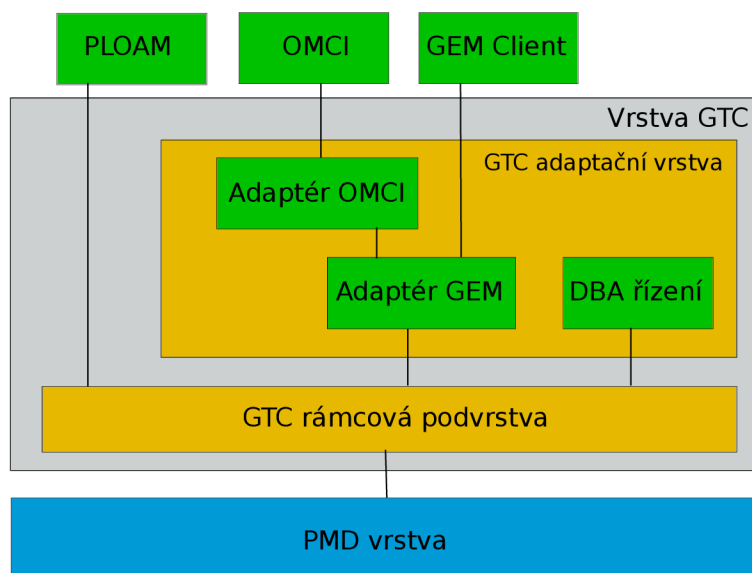 PLOAM
OMCI
GEM Client
Vrstva GTC
GTC adaptační vrstva
Adaptér OMCI
Adaptér GEM
DBA řízení
GTC rámcová podvrstva
PMD vrstva